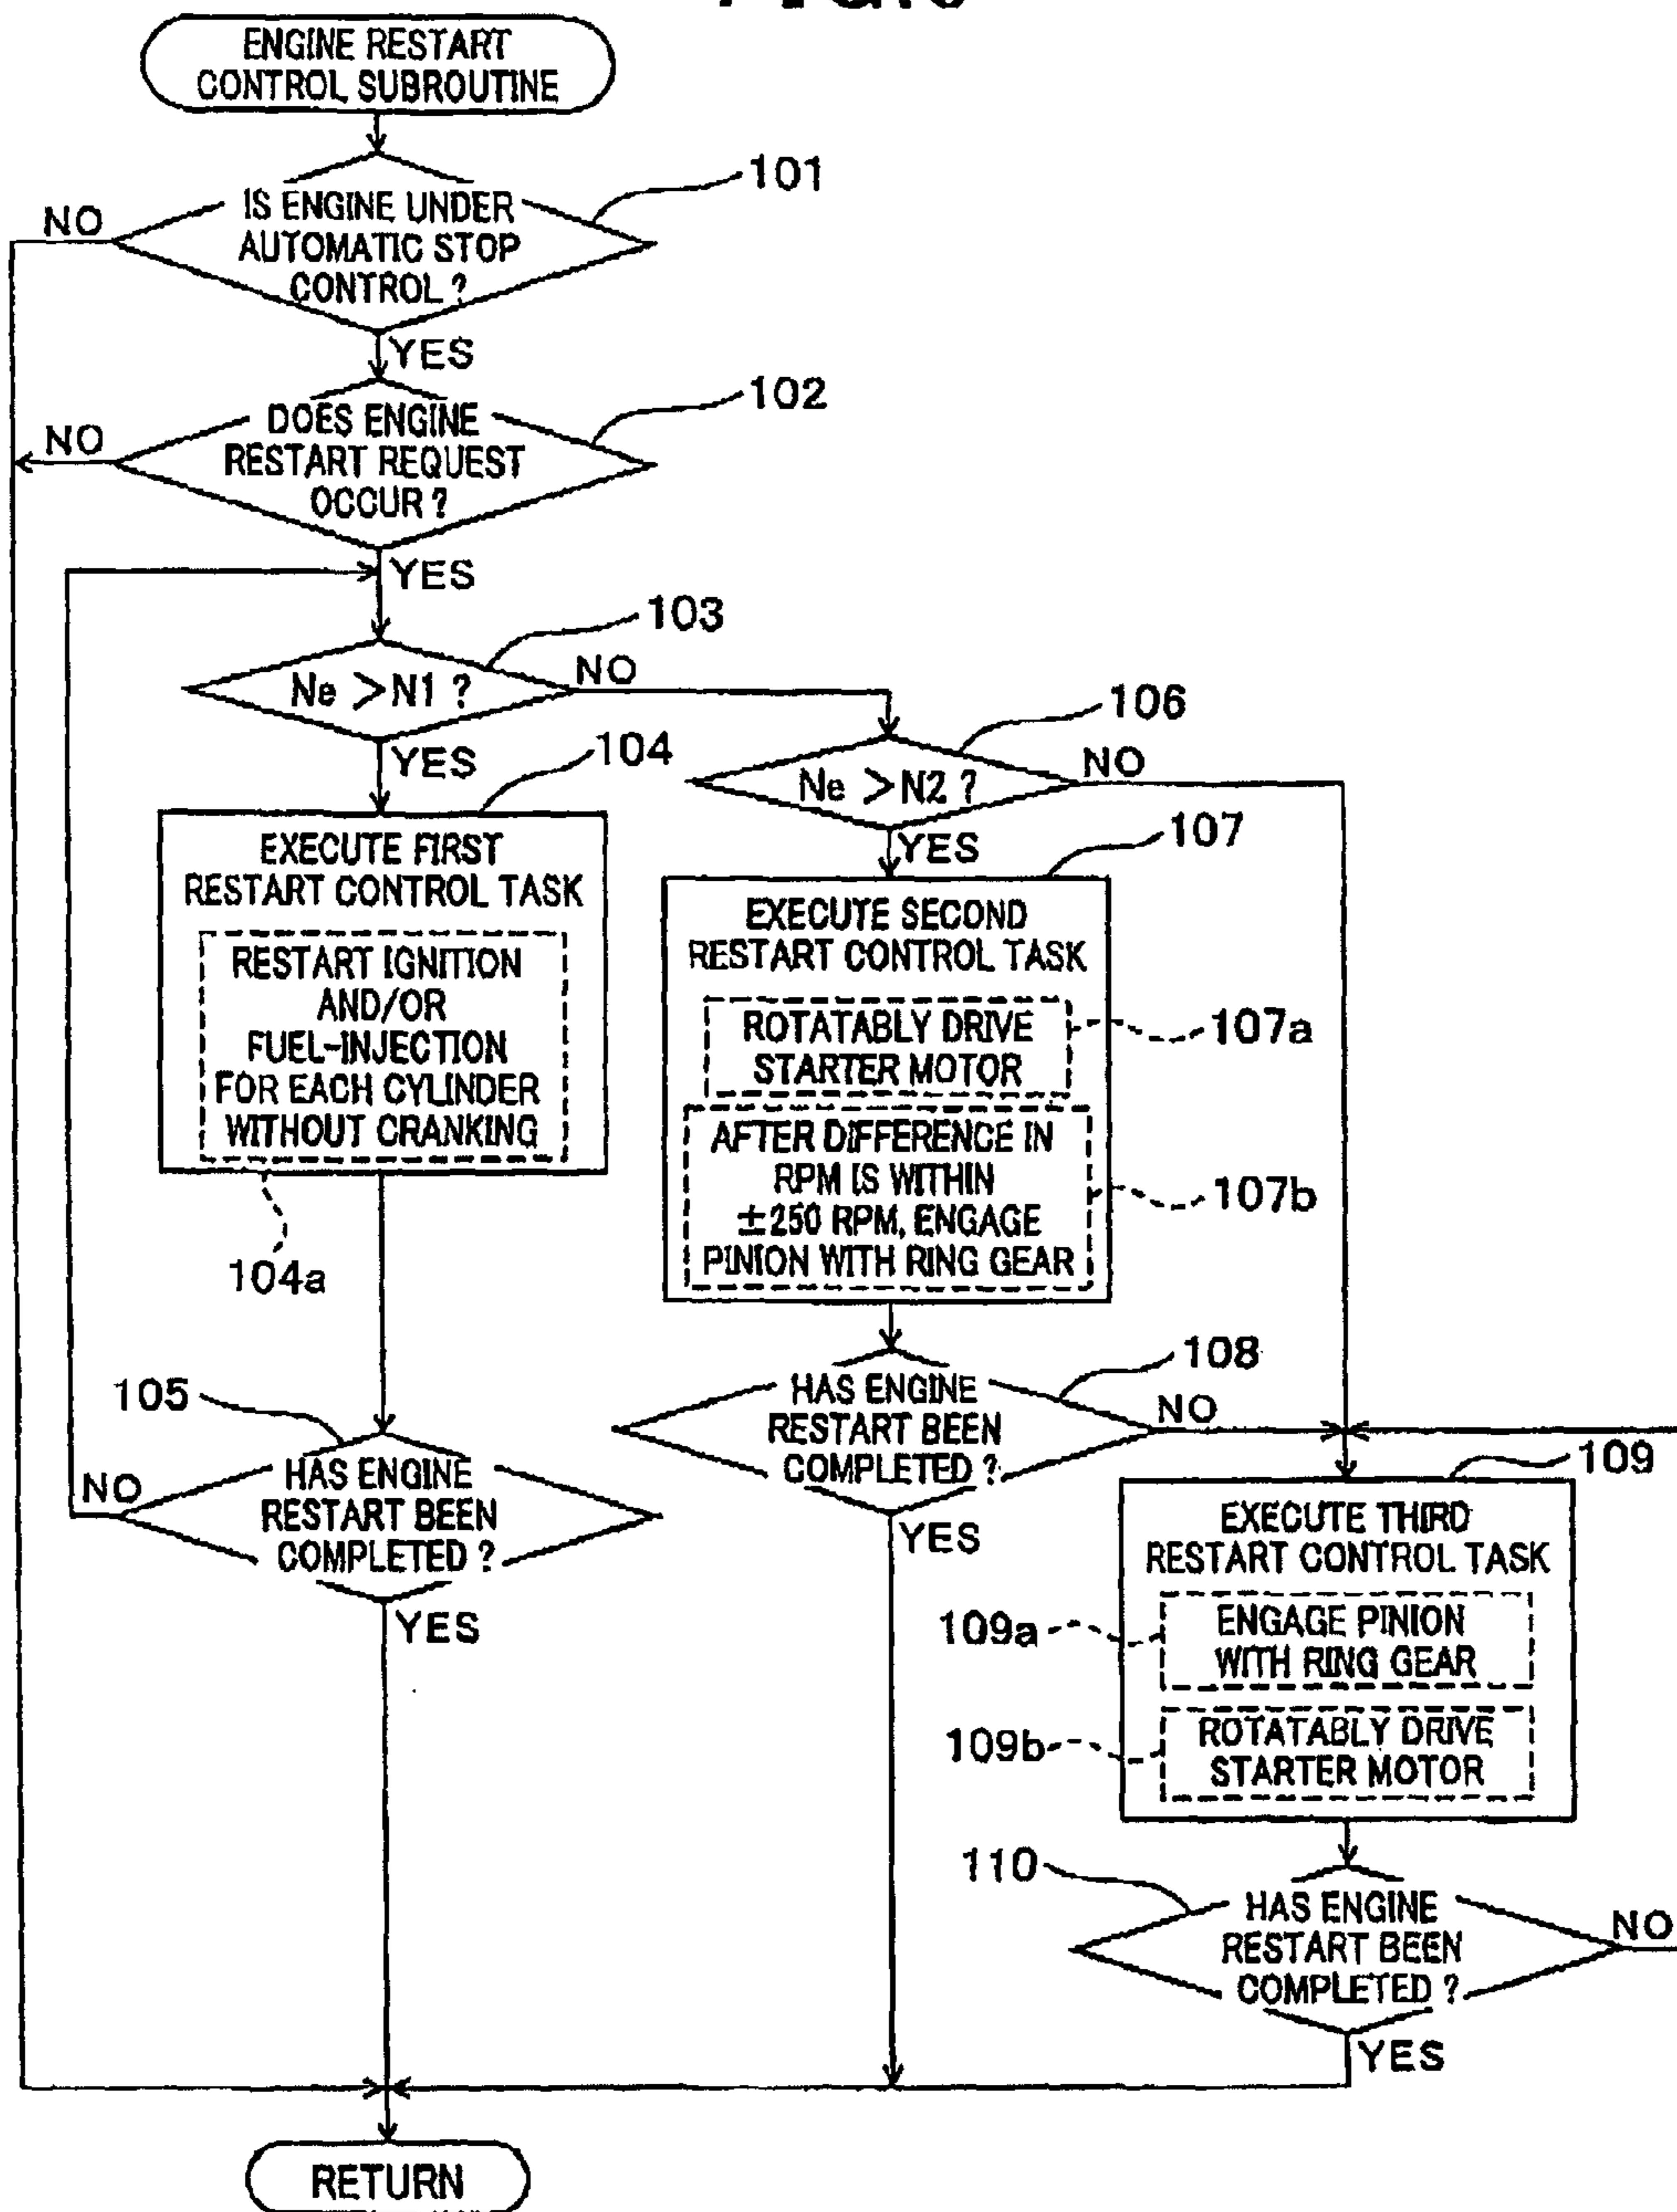 ENGINE RESTART
CONTROL SUBROUTINE
101
IS ENGINE UNDER
AUTOMATIC STOP
CONTROL ?
NO
YES
102
DOES ENGINE
RESTART REQUEST
OCCUR ?
NO
YES
103
Ne >N1 ?
NO
YES
104
EXECUTE FIRST
RESTART CONTROL TASK
RESTART IGNITION
AND/OR
FUEL-INJECTION
FOR EACH CYLINDER
WITHOUT CRANKING
104a
105
HAS ENGINE
RESTART BEEN
COMPLETED ?
NO
YES
106
Ne >N2 ?
NO
YES
107
EXECUTE SECOND
RESTART CONTROL TASK
ROTATABLY DRIVE
STARTER MOTOR
107a
AFTER DIFFERENCE IN
RPM IS WITHIN
±250 RPM, ENGAGE
PINION WITH RING GEAR
107b
108
HAS ENGINE
RESTART BEEN
COMPLETED ?
NO
YES
109
EXECUTE THIRD
RESTART CONTROL TASK
109a
ENGAGE PINION
WITH RING GEAR
109b
ROTATABLY DRIVE
STARTER MOTOR
110
HAS ENGINE
RESTART BEEN
COMPLETED ?
NO
YES
RETURN